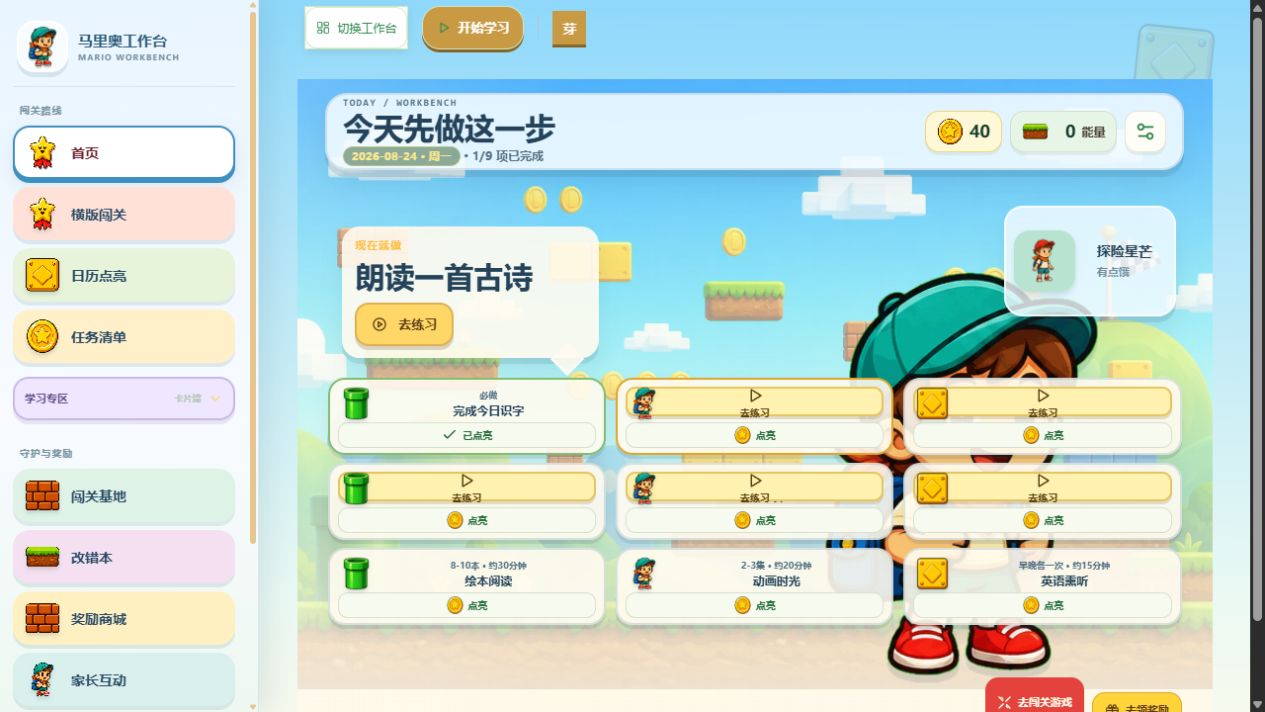 马里奥工作台
MARIO WORKBENCH
闯关路线
首页
横版闯关
日历点亮
任务清单
学习专区
卡片墙
守护与奖励
闯关基地
改错本
奖励商城
家长互动
切换工作台
开始学习
芽
TODAY / WORKBENCH
今天先做这一步
2026-08-24 • 周一 • 1/9 项已完成
40
0 能量
现在就做
朗读一首古诗
去练习
探险星芒
有点饿
必做
完成今日识字
已点亮
去练习
点亮
去练习
点亮
去练习
点亮
去练习
点亮
去练习
点亮
8-10本 • 约30分钟
绘本阅读
点亮
2-3集 • 约20分钟
动画时光
点亮
早晚各一次 • 约15分钟
英语熏听
点亮
去闯关游戏
去领奖励